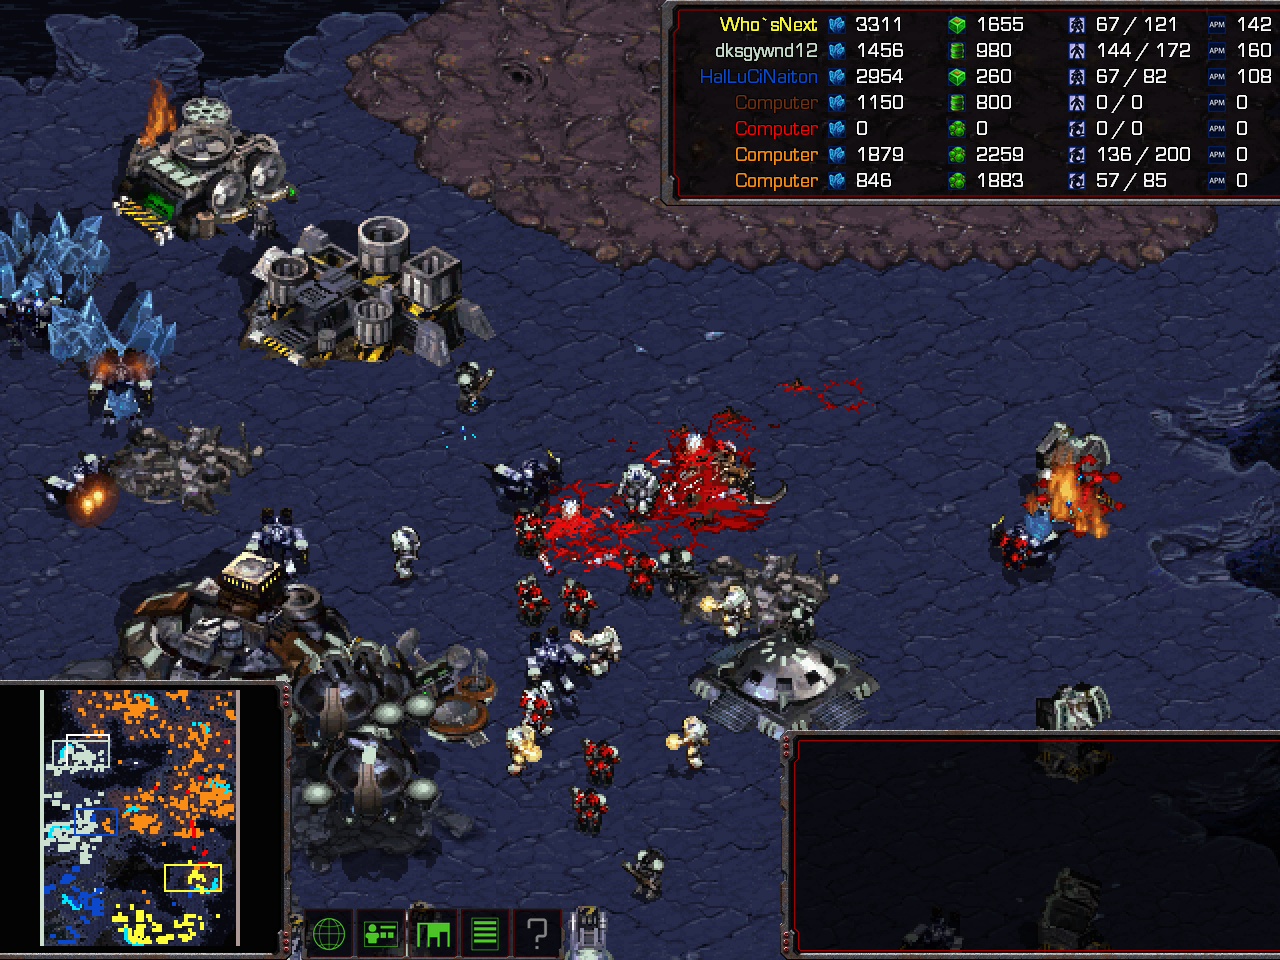 Who`sNext 3311 1655 67 / 121 APM 142
dksgywnd12 1456 980 144 / 172 APM 160
HalLuCiNaiton 2954 260 67 / 82 APM 108
Computer 1150 800 0 / 0 APM 0
Computer 0 0 0 / 0 APM 0
Computer 1879 2259 136 / 200 APM 0
Computer 846 1883 57 / 85 APM 0
?